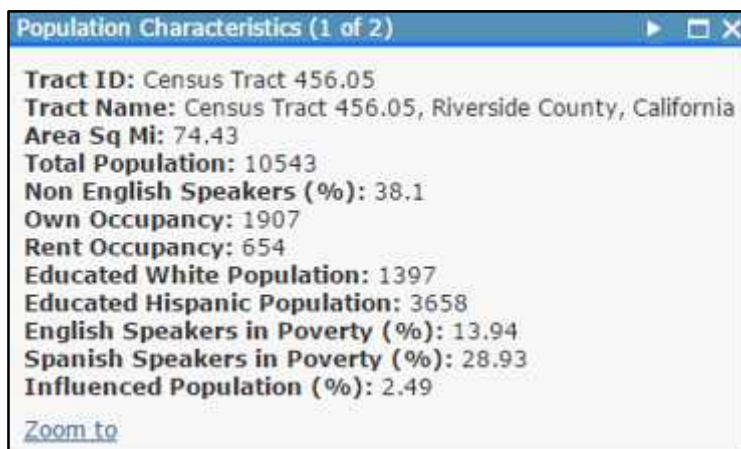 Population Characteristics (1 of 2)
Tract ID: Census Tract 456.05
Tract Name: Census Tract 456.05, Riverside County, California
Area Sq Mi: 74.43
Total Population: 10543
Non English Speakers (%): 38.1
Own Occupancy: 1907
Rent Occupancy: 654
Educated White Population: 1397
Educated Hispanic Population: 3658
English Speakers in Poverty (%): 13.94
Spanish Speakers in Poverty (%): 28.93
Influenced Population (%): 2.49
Zoom to